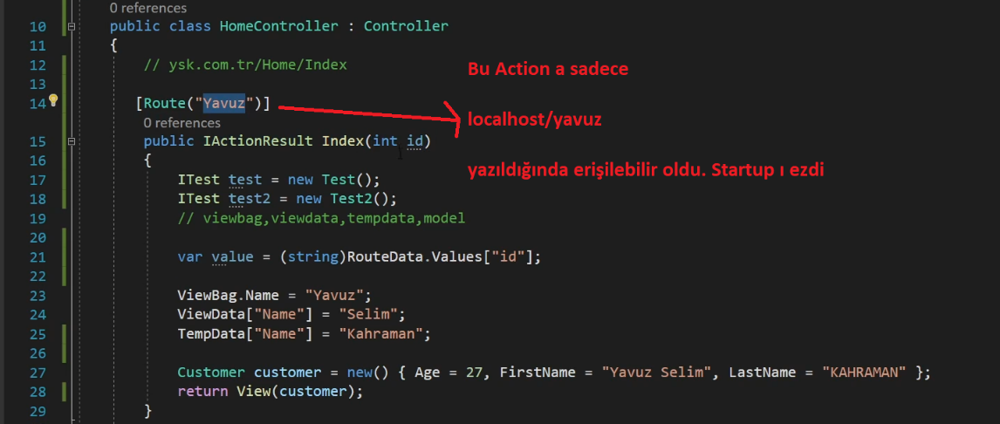 0 references
10 public class HomeController : Controller
11 {
12 // ysk.com.tr/Home/Index
Bu Action a sadece
13
14 [Route("Yavuz")]
localhost/yavuz
0 references
15 public IActionResult Index(int id)
16 {
yazıldığında erişilebilir oldu. Startup ı ezdi
17 ITest test = new Test();
18 ITest test2 = new Test2();
19 // viewbag,viewdata,tempdata,model
20
21 var value = (string)RouteData.Values["id"];
22
23 ViewBag.Name = "Yavuz";
24 ViewData["Name"] = "Selim";
25 TempData["Name"] = "Kahraman";
26
27 Customer customer = new() { Age = 27, FirstName = "Yavuz Selim", LastName = "KAHRAMAN" };
28 return View(customer);
29 }